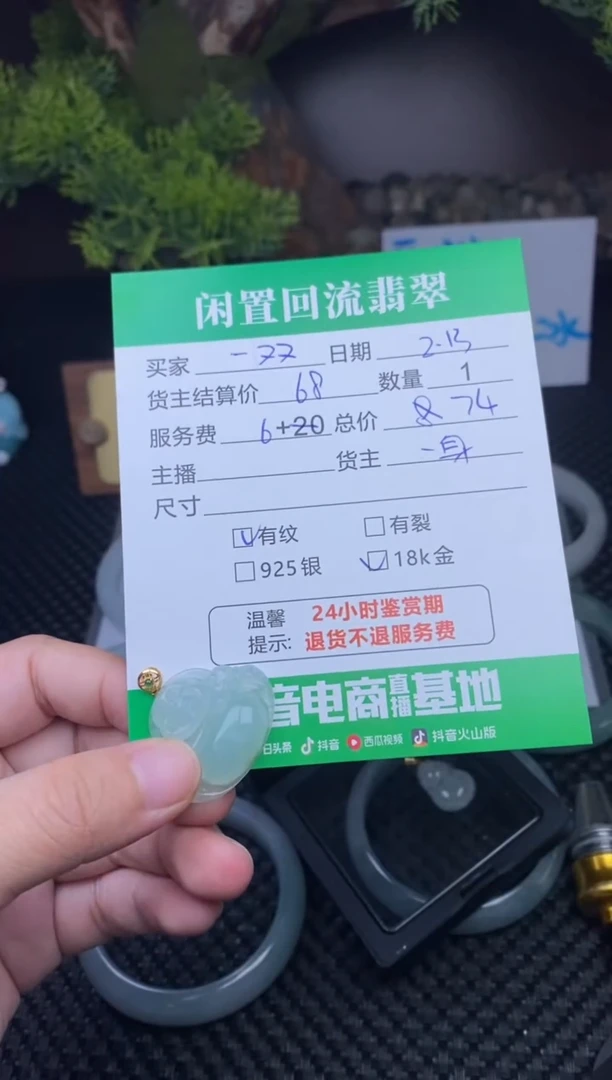 闲置回流翡翠
买家 -77 日期 2.13
货主结算价 68 数量 1
服务费 6+20 总价 & 74
主播 货主 一身
尺寸
有纹 有裂
925银 18k金
温馨 24小时鉴赏期
提示: 退货不退服务费
音电商直播基地
日头条 抖音 西瓜视频 抖音火山版
水